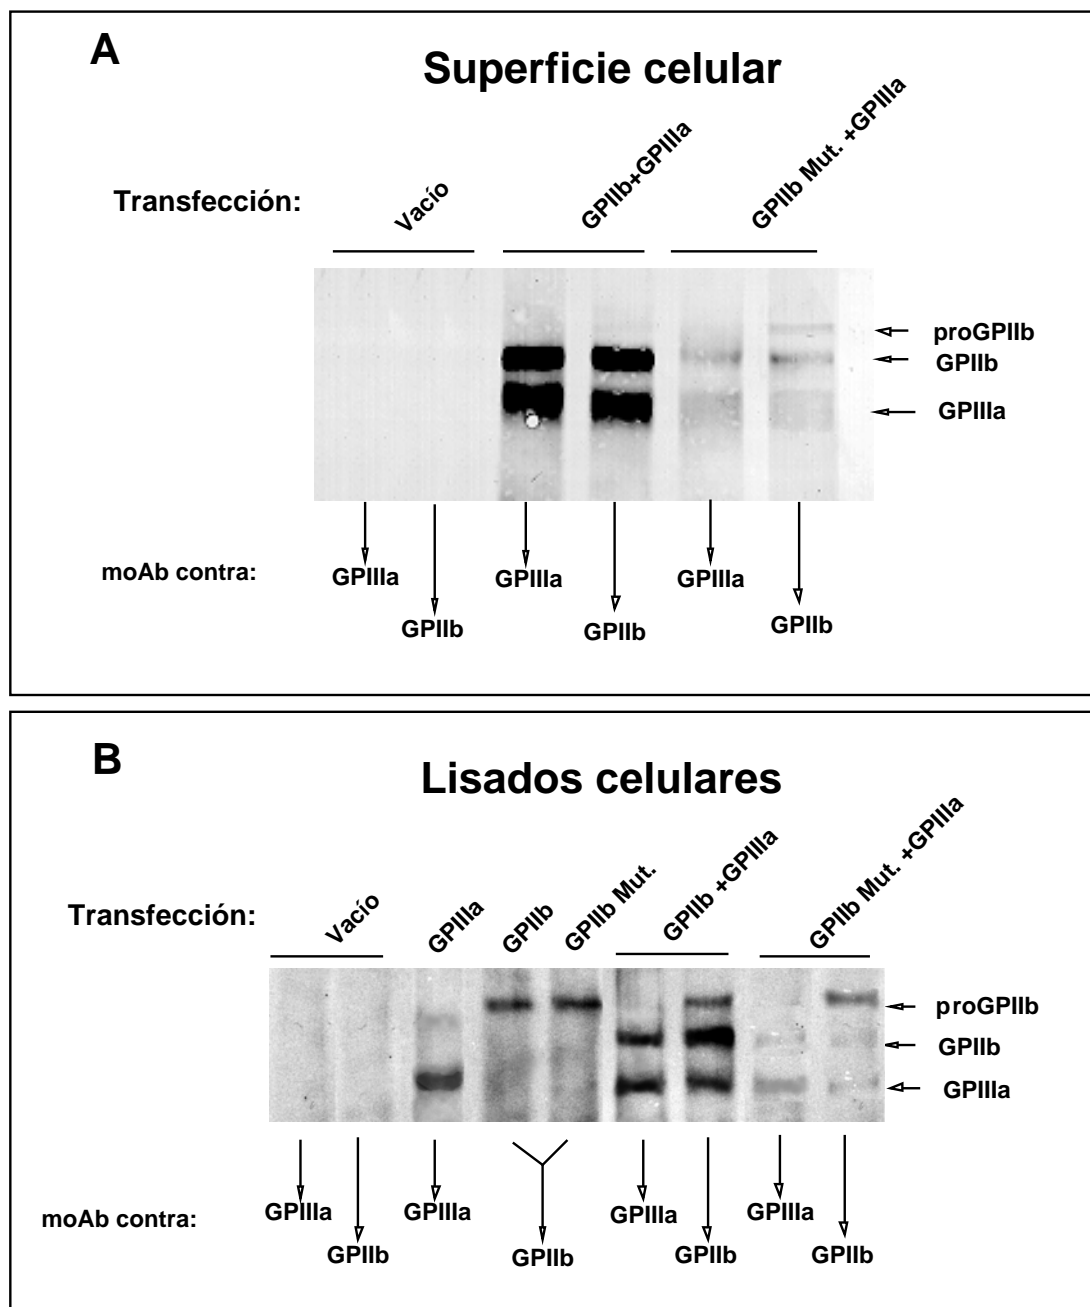 A
Superficie celular
Transfección:
Vacío
GPIIb+GPIIIa
GPIIb Mut. +GPIIIa
proGPIIb
GPIIb
GPIIIa
moAb contra:
GPIIIa
GPIIb
GPIIIa
GPIIb
GPIIIa
GPIIb
B
Lisados celulares
Transfección:
Vacío
GPIIIa
GPIIb
GPIIb Mut.
GPIIb +GPIIIa
GPIIb Mut. +GPIIIa
proGPIIb
GPIIb
GPIIIa
moAb contra:
GPIIIa
GPIIb
GPIIIa
GPIIb
GPIIIa
GPIIb
GPIIIa
GPIIb